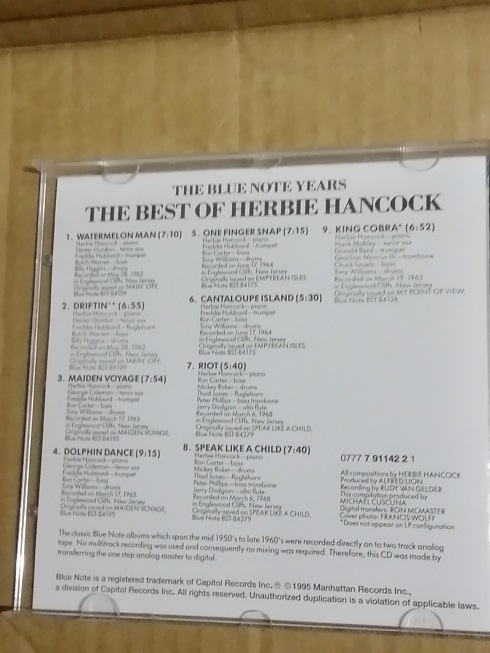 THE BLUE NOTE YEARS
THE BEST OF HERBIE HANCOCK
1. WATERMELON MAN (7:10)
Herbie Hancock—piano
Dexter Gordon—tenor sax
Freddie Hubbard—trumpet
Butch Warren—bass
Billy Higgins—drums
Recorded on May 28, 1962
in Englewood Cliffs, New Jersey
Originally issued on TAKIN' OFF,
Blue Note BST-84109
2. DRIFTIN'* (6:55)
Herbie Hancock—piano
Dexter Gordon—tenor sax
Freddie Hubbard—flugelhorn
Butch Warren—bass
Billy Higgins—drums
Recorded on May 28, 1962
in Englewood Cliffs, New Jersey
Originally issued on TAKIN' OFF,
Blue Note BST-84109
3. MAIDEN VOYAGE (7:54)
Herbie Hancock—piano
George Coleman—tenor sax
Freddie Hubbard—trumpet
Ron Carter—bass
Tony Williams—drums
Recorded on March 17, 1965
in Englewood Cliffs, New Jersey
Originally issued on MAIDEN VOYAGE,
Blue Note BST-84195
4. DOLPHIN DANCE (9:15)
Herbie Hancock—piano
George Coleman—tenor sax
Freddie Hubbard—trumpet
Ron Carter—bass
Tony Williams—drums
Recorded on March 17, 1965
in Englewood Cliffs, New Jersey
Originally issued on MAIDEN VOYAGE,
Blue Note BST-84195
5. ONE FINGER SNAP (7:15)
Herbie Hancock—piano
Freddie Hubbard—trumpet
Ron Carter—bass
Tony Williams—drums
Recorded on June 17, 1964
in Englewood Cliffs, New Jersey
Originally issued on EMPYREAN ISLES,
Blue Note BST-84175
6. CANTALOUPE ISLAND (5:30)
Herbie Hancock—piano
Freddie Hubbard—trumpet
Ron Carter—bass
Tony Williams—drums
Recorded on June 17, 1964
in Englewood Cliffs, New Jersey
Originally issued on EMPYREAN ISLES,
Blue Note BST-84175
7. RIOT (5:40)
Herbie Hancock—piano
Ron Carter—bass
Mickey Roker—drums
Thad Jones—flugelhorn
Peter Phillips—bass trombone
Jerry Dodgion—alto flute
Recorded on March 6, 1968
in Englewood Cliffs, New Jersey
Originally issued on SPEAK LIKE A CHILD,
Blue Note BST-84279
8. SPEAK LIKE A CHILD (7:40)
Herbie Hancock—piano
Ron Carter—bass
Mickey Roker—drums
Thad Jones—flugelhorn
Peter Phillips—bass trombone
Jerry Dodgion—alto flute
Recorded on March 6, 1968
in Englewood Cliffs, New Jersey
Originally issued on SPEAK LIKE A CHILD,
Blue Note BST-84279
9. KING COBRA* (6:52)
Herbie Hancock—piano
Hank Mobley—tenor sax
Donald Byrd—trumpet
Grachan Moncur III—trombone
Chuck Israels—bass
Tony Williams—drums
Recorded on March 19, 1963
in Englewood Cliffs, New Jersey
Originally issued on MY POINT OF VIEW,
Blue Note BST-84126
0777 7 91142 2 1
All compositions by HERBIE HANCOCK
Produced by ALFRED LION
Recording by RUDY VAN GELDER
This compilation produced by
MICHAEL CUSCUNA
Digital transfers: RON McMASTER
Cover photo: FRANCIS WOLFF
*Does not appear on LP configuration
The classic Blue Note albums which span the mid 1950's to late 1960's were recorded directly on to two track analog
tape. No multitrack recording was used and consequently no mixing was required. Therefore, this CD was made by
transferring the one step analog master to digital.
Blue Note is a registered trademark of Capitol Records Inc. ℗ © 1995 Manhattan Records Inc.,
a division of Capitol Records Inc. All rights reserved. Unauthorized duplication is a violation of applicable laws.